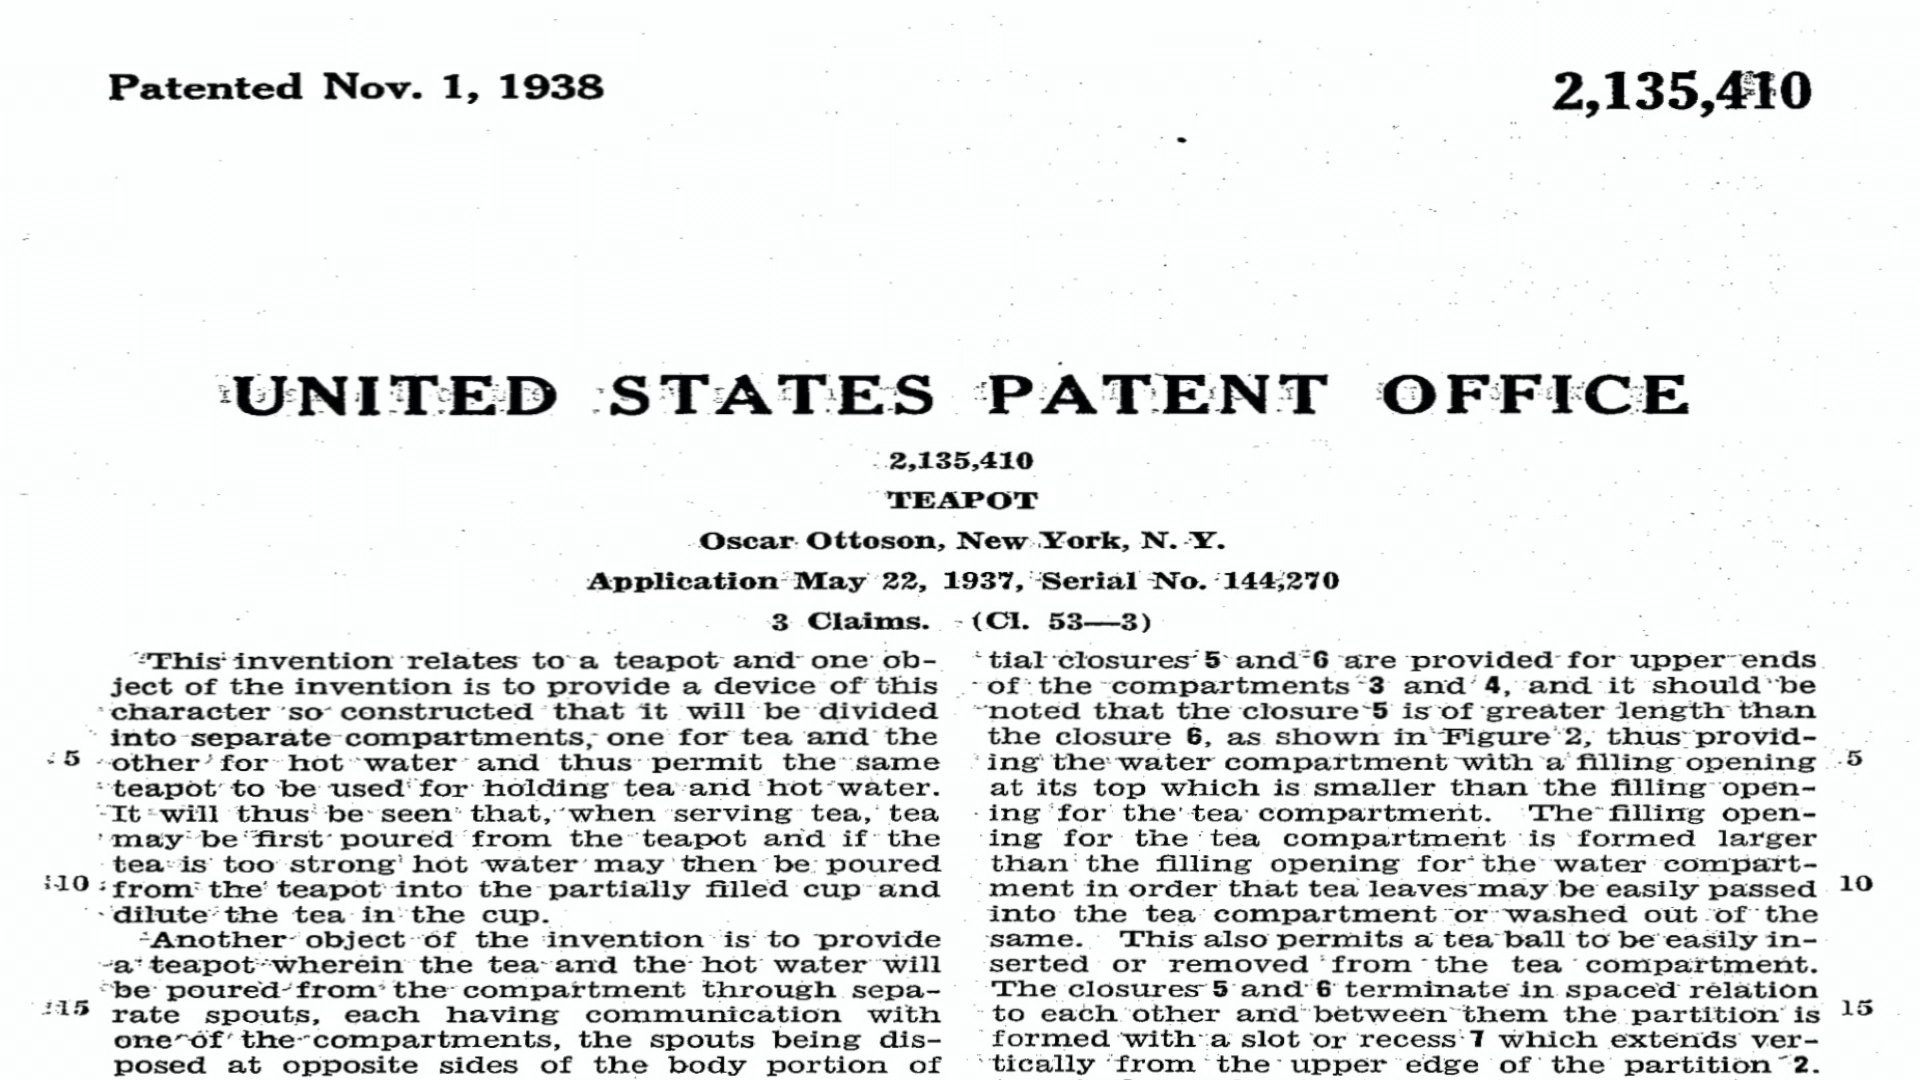 Patented Nov. 1, 1938
2,135,410
UNITED STATES PATENT OFFICE
2,135,410
TEAPOT
Oscar Ottoson, New York, N. Y.
Application May 22, 1937, Serial No. 144,270
3 Claims. (Cl. 53—3)
This invention relates to a teapot and one ob-
ject of the invention is to provide a device of this
character so constructed that it will be divided
into separate compartments, one for tea and the
5 other for hot water and thus permit the same
teapot to be used for holding tea and hot water.
It will thus be seen that, when serving tea, tea
may be first poured from the teapot and if the
tea is too strong hot water may then be poured
10 from the teapot into the partially filled cup and
dilute the tea in the cup.
Another object of the invention is to provide
a teapot wherein the tea and the hot water will
be poured from the compartment through sepa-
15 rate spouts, each having communication with
one of the compartments, the spouts being dis-
posed at opposite sides of the body portion of
tial closures 5 and 6 are provided for upper ends
of the compartments 3 and 4, and it should be
noted that the closure 5 is of greater length than
the closure 6, as shown in Figure 2, thus provid-
ing the water compartment with a filling opening 5
at its top which is smaller than the filling open-
ing for the tea compartment. The filling open-
ing for the tea compartment is formed larger
than the filling opening for the water compart-
ment in order that tea leaves may be easily passed 10
into the tea compartment or washed out of the
same. This also permits a tea ball to be easily in-
serted or removed from the tea compartment.
The closures 5 and 6 terminate in spaced relation
to each other and between them the partition is 15
formed with a slot or recess 7 which extends ver-
tically from the upper edge of the partition 2.